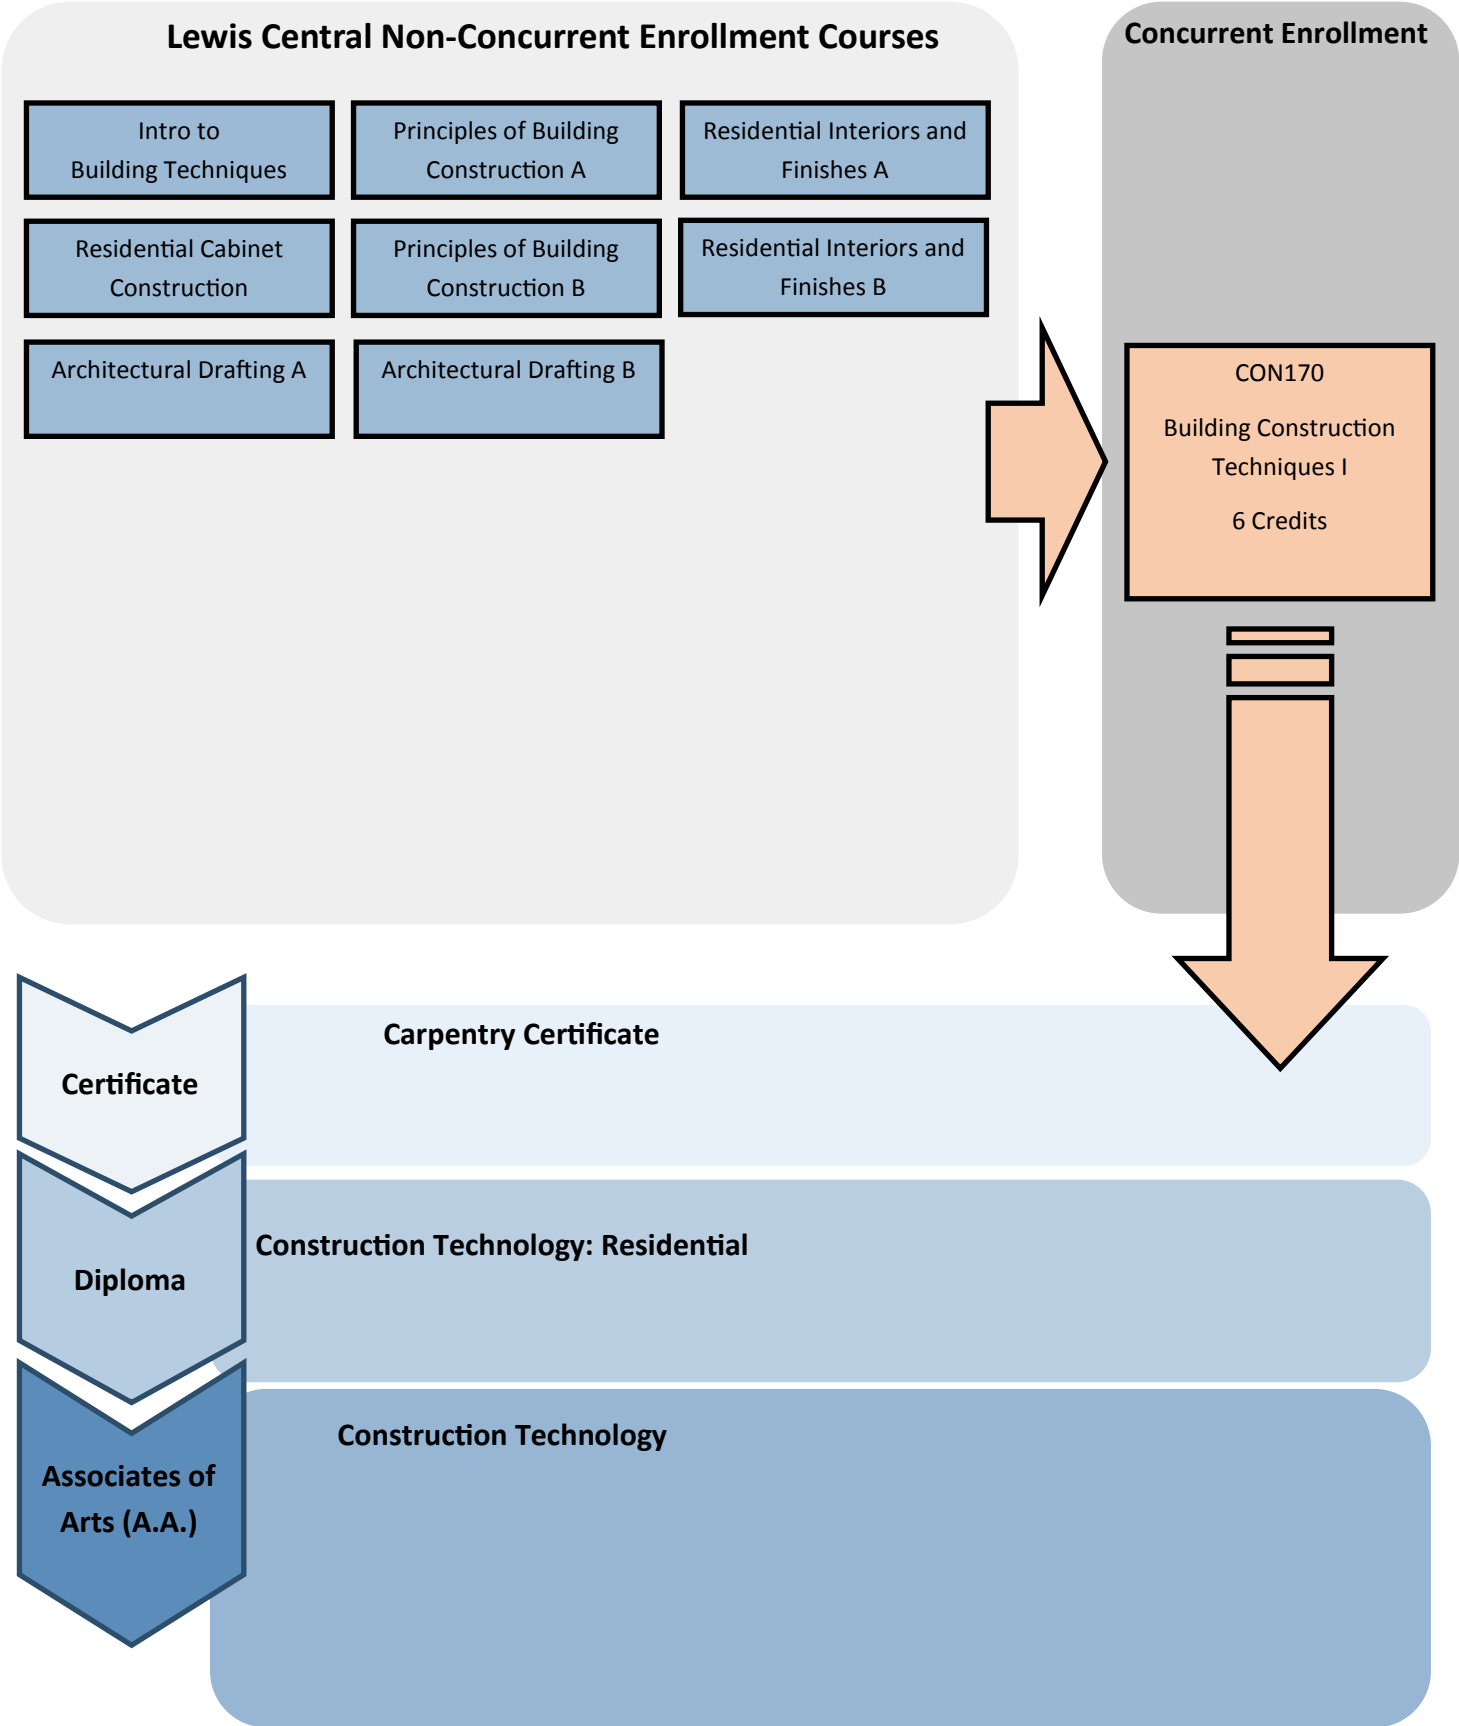 Lewis Central Non-Concurrent Enrollment Courses
Intro to
Building Techniques
Principles of Building
Construction A
Residential Interiors and
Finishes A
Residential Cabinet
Construction
Principles of Building
Construction B
Residential Interiors and
Finishes B
Architectural Drafting A
Architectural Drafting B
Concurrent Enrollment
CON170
Building Construction
Techniques I
6 Credits
Certificate
Carpentry Certificate
Diploma
Construction Technology: Residential
Associates of
Arts (A.A.)
Construction Technology